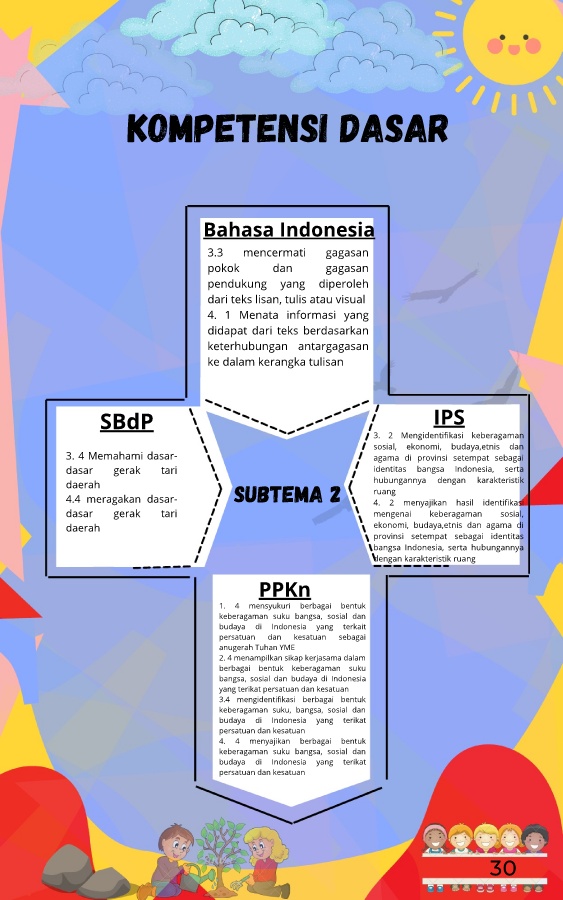 KOMPETENSI DASAR
Bahasa Indonesia
3.3 mencermati gagasan
pokok dan gagasan
pendukung yang diperoleh
dari teks lisan, tulis atau visual
4. 1 Menata informasi yang
didapat dari teks berdasarkan
keterhubungan antargagasan
ke dalam kerangka tulisan
SBdP
3. 4 Memahami dasar-
dasar gerak tari
daerah
4.4 meragakan dasar-
dasar gerak tari
daerah
SUBTEMA 2
IPS
3. 2 Mengidentifikasi keberagaman
sosial, ekonomi, budaya,etnis dan
agama di provinsi setempat sebagai
identitas bangsa Indonesia, serta
hubungannya dengan karakteristik
ruang
4. 2 menyajikan hasil identifikasi
mengenai keberagaman sosial,
ekonomi, budaya,etnis dan agama di
provinsi setempat sebagai identitas
bangsa Indonesia, serta hubungannya
dengan karakteristik ruang
PPKn
1. 4 mensyukuri berbagai bentuk
keberagaman suku bangsa, sosial dan
budaya di Indonesia yang terkait
persatuan dan kesatuan sebagai
anugerah Tuhan YME
2. 4 menampilkan sikap kerjasama dalam
berbagai bentuk keberagaman suku
bangsa, sosial dan budaya di Indonesia
yang terikat persatuan dan kesatuan
3.4 mengidentifikasi berbagai bentuk
keberagaman suku, bangsa, sosial dan
budaya di Indonesia yang terikat
persatuan dan kesatuan
4. 4 menyajikan berbagai bentuk
keberagaman suku bangsa, sosial dan
budaya di Indonesia yang terikat
persatuan dan kesatuan
30